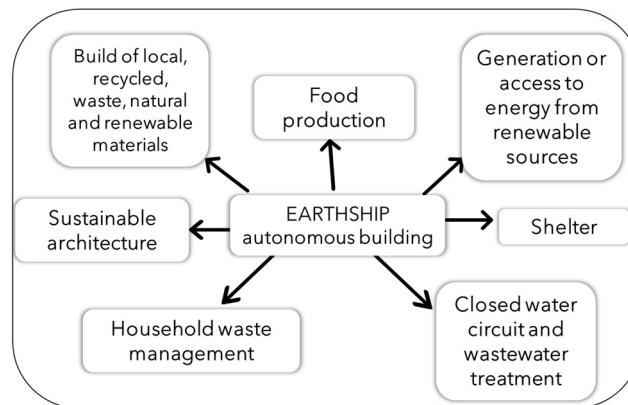 Build of local,
recycled,
waste, natural
and renewable
materials
Food
production
Generation or
access to
energy from
renewable
sources
Sustainable
architecture
EARTHSHIP
autonomous building
Shelter
Household waste
management
Closed water
circuit and
wastewater
treatment